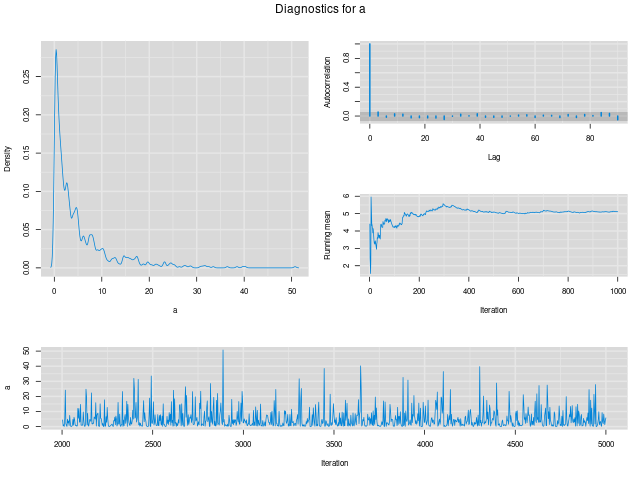 Diagnostics for a
Density
0.00 0.05 0.10 0.15 0.20 0.25
0 10 20 30 40 50
a
Autocorrelation
0.0 0.4 0.8
0 20 40 60 80
Lag
Running mean
2 3 4 5 6
0 200 400 600 800 1000
Iteration
a
0 10 20 30 40 50
2000 2500 3000 3500 4000 4500 5000
Iteration